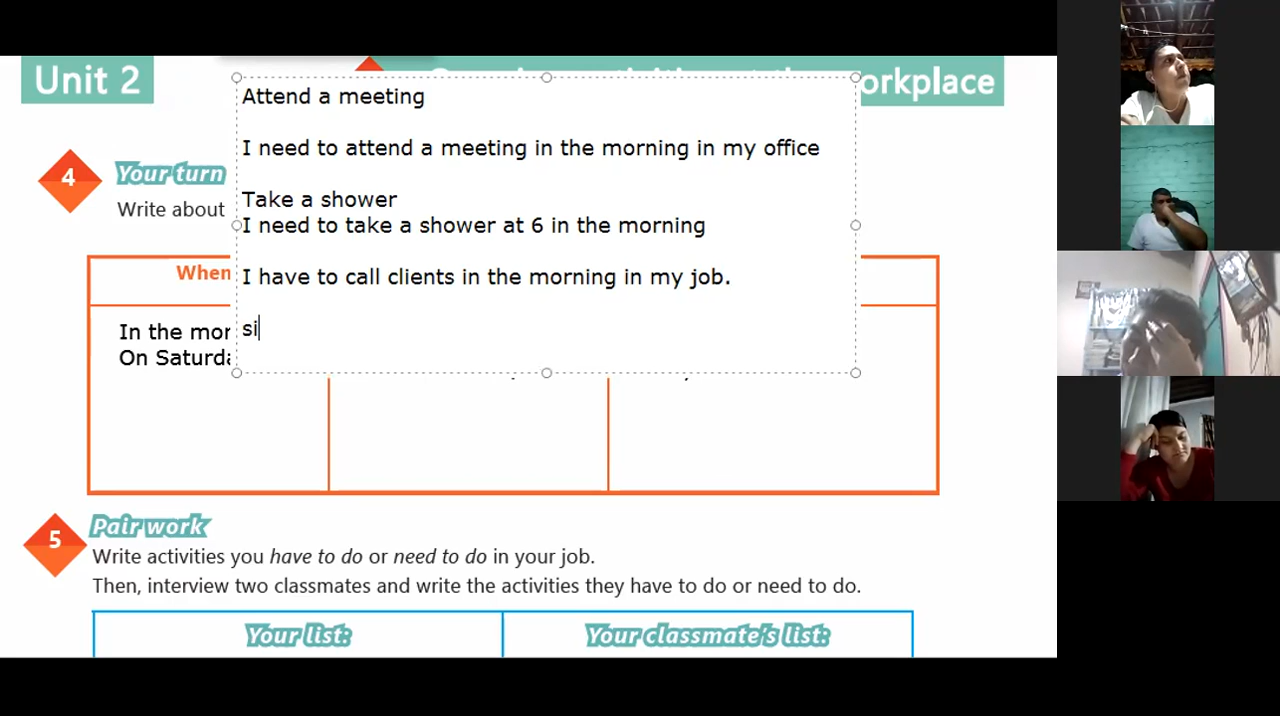 Unit 2
orkplace
Attend a meeting
I need to attend a meeting in the morning in my office
4
Your turn
Write about
Take a shower
I need to take a shower at 6 in the morning
When
I have to call clients in the morning in my job.
In the mor
On Saturda
si
5
Pair work
Write activities you have to do or need to do in your job.
Then, interview two classmates and write the activities they have to do or need to do.
Your list:
Your classmate's list: